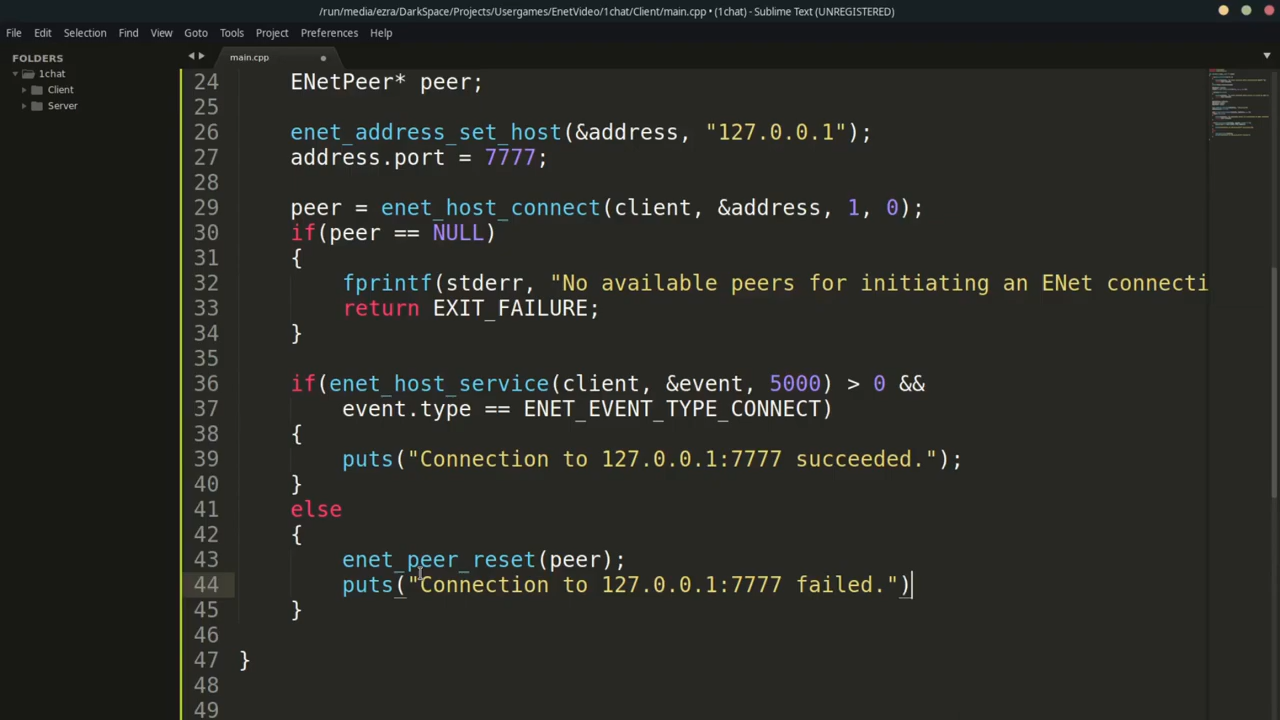 /run/media/ezra/DarkSpace/Projects/Usergames/EnetVideo/1chat/Client/main.cpp • (1chat) - Sublime Text (UNREGISTERED)
File Edit Selection Find View Goto Tools Project Preferences Help
FOLDERS
1chat
Client
Server
main.cpp
24 ENetPeer* peer;
25
26 enet_address_set_host(&address, "127.0.0.1");
27 address.port = 7777;
28
29 peer = enet_host_connect(client, &address, 1, 0);
30 if(peer == NULL)
31 {
32 fprintf(stderr, "No available peers for initiating an ENet connecti
33 return EXIT_FAILURE;
34 }
35
36 if(enet_host_service(client, &event, 5000) > 0 &&
37 event.type == ENET_EVENT_TYPE_CONNECT)
38 {
39 puts("Connection to 127.0.0.1:7777 succeeded.");
40 }
41 else
42 {
43 enet_peer_reset(peer);
44 puts("Connection to 127.0.0.1:7777 failed.")
45 }
46
47 }
48
49